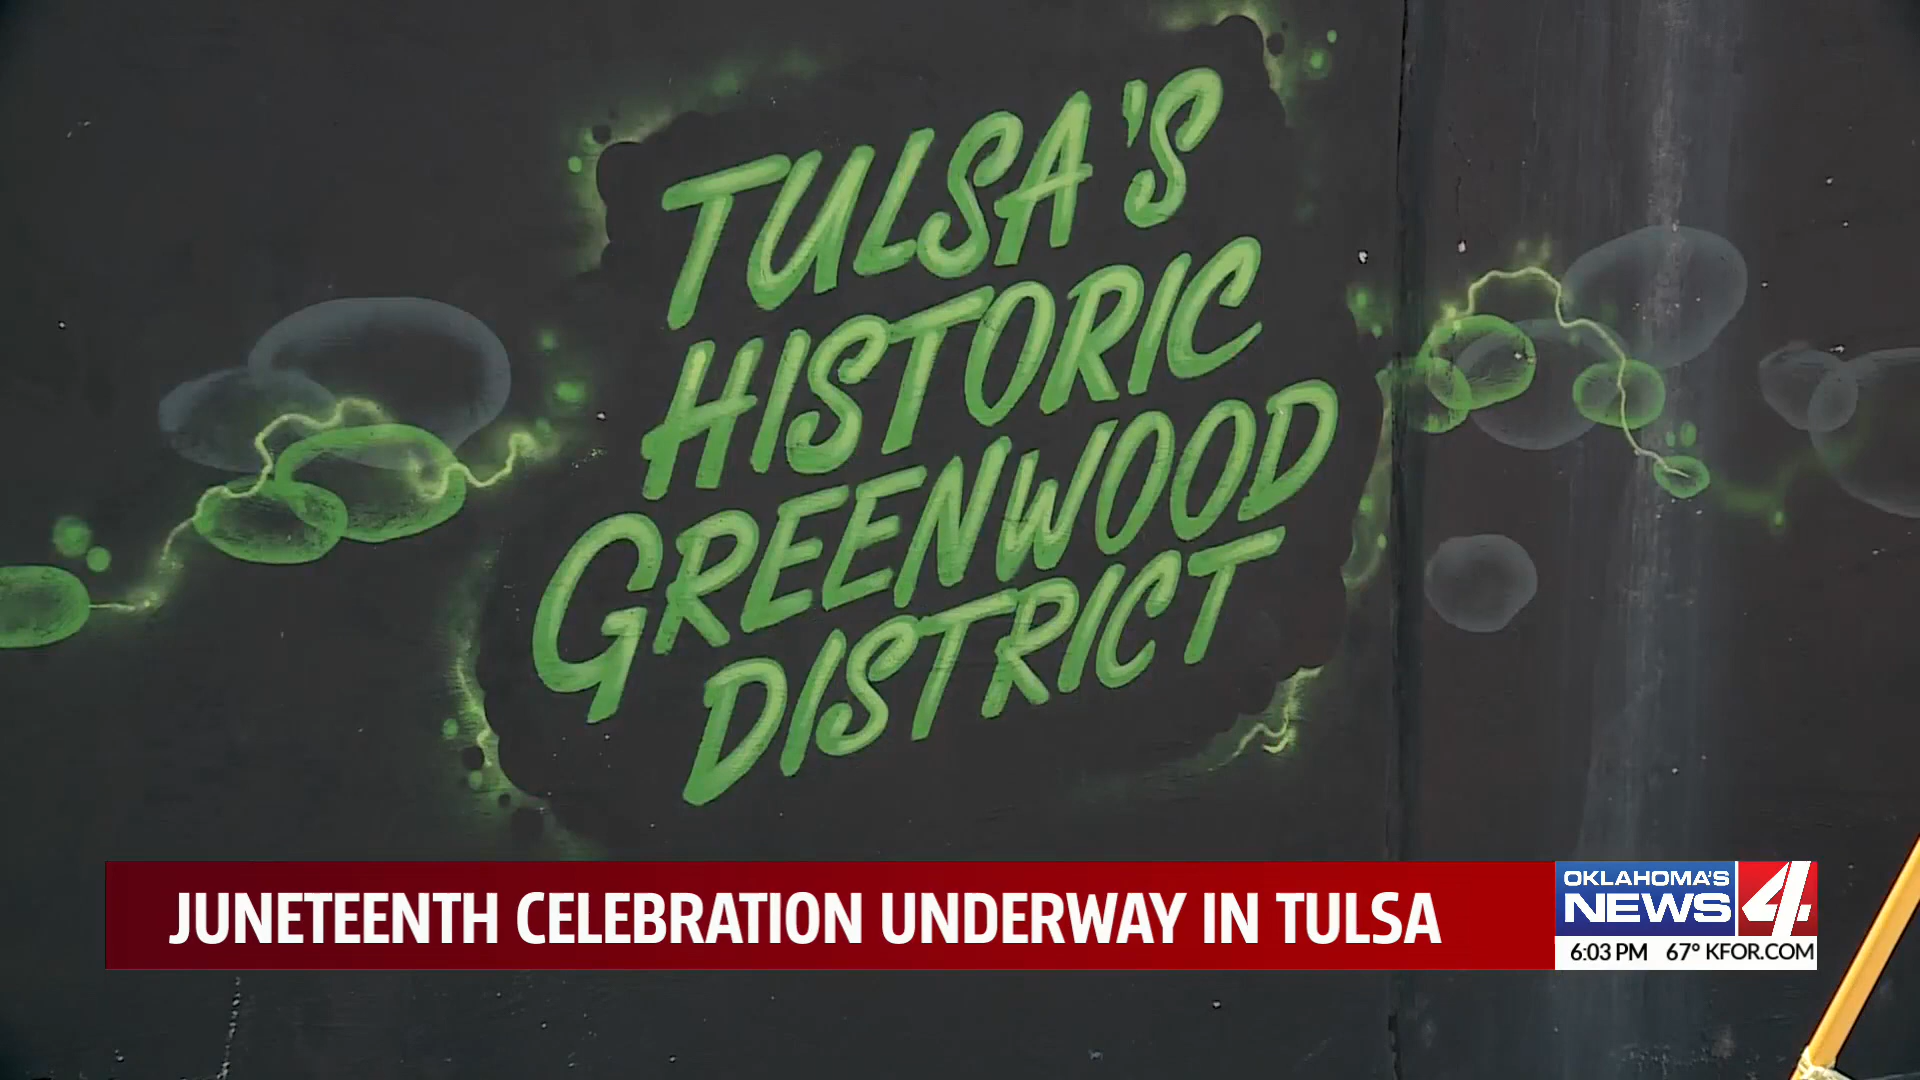 TULSA'S
HISTORIC
GREENWOOD
DISTRICT
JUNETEENTH CELEBRATION UNDERWAY IN TULSA
OKLAHOMA'S
NEWS 4
6:03 PM 67° KFOR.COM